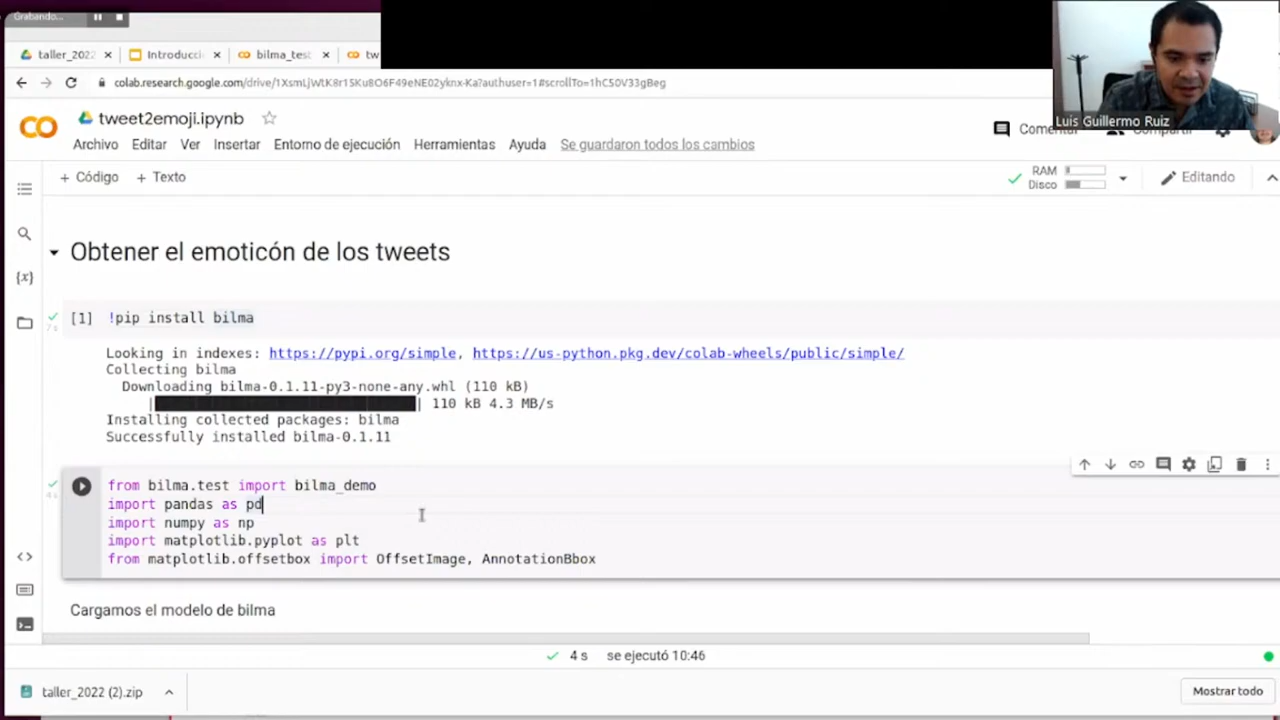 Grabando...
taller_202
Introducci
bilma_test
tw
colab.research.google.com/drive/1XsmLjWtK8r15Ku8O6F49eNE02yknx-Ka?authuser=1#scrollTo=1hC50V33gBeg
Luis Guillermo Ruiz
tweet2emoji.ipynb
Archivo Editar Ver Insertar Entorno de ejecución Herramientas Ayuda Se guardaron todos los cambios
+ Código + Texto
RAM
Disco
Editando
Obtener el emoticón de los tweets
[1] !pip install bilma
7s
Looking in indexes: https://pypi.org/simple, https://us-python.pkg.dev/colab-wheels/public/simple/
Collecting bilma
Downloading bilma-0.1.11-py3-none-any.whl (110 kB)
| | 110 kB 4.3 MB/s
Installing collected packages: bilma
Successfully installed bilma-0.1.11
4s
from bilma.test import bilma_demo
import pandas as pd
import numpy as np
import matplotlib.pyplot as plt
from matplotlib.offsetbox import OffsetImage, AnnotationBbox
Cargamos el modelo de bilma
4 s se ejecutó 10:46
taller_2022 (2).zip
Mostrar todo